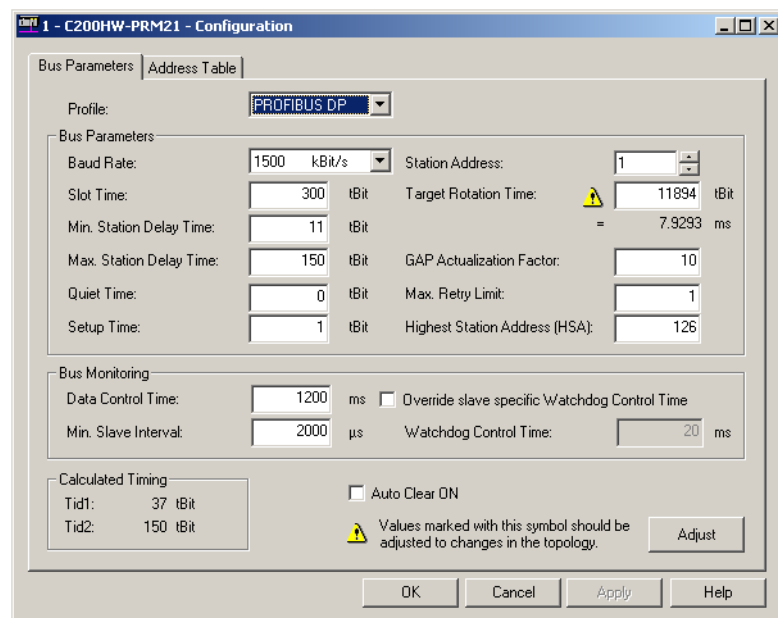 1 - C200HW-PRM21 - Configuration
Bus Parameters Address Table
Profile: PROFIBUS DP
Bus Parameters
Baud Rate: 1500 kBit/s Station Address: 1
Slot Time: 300 tBit Target Rotation Time: 11894 tBit
Min. Station Delay Time: 11 tBit = 7.9293 ms
Max. Station Delay Time: 150 tBit GAP Actualization Factor: 10
Quiet Time: 0 tBit Max. Retry Limit: 1
Setup Time: 1 tBit Highest Station Address (HSA): 126
Bus Monitoring
Data Control Time: 1200 ms Override slave specific Watchdog Control Time
Min. Slave Interval: 2000 µs Watchdog Control Time: 20 ms
Calculated Timing
Tid1: 37 tBit
Tid2: 150 tBit
Auto Clear ON
Values marked with this symbol should be
adjusted to changes in the topology.
Adjust
OK Cancel Apply Help